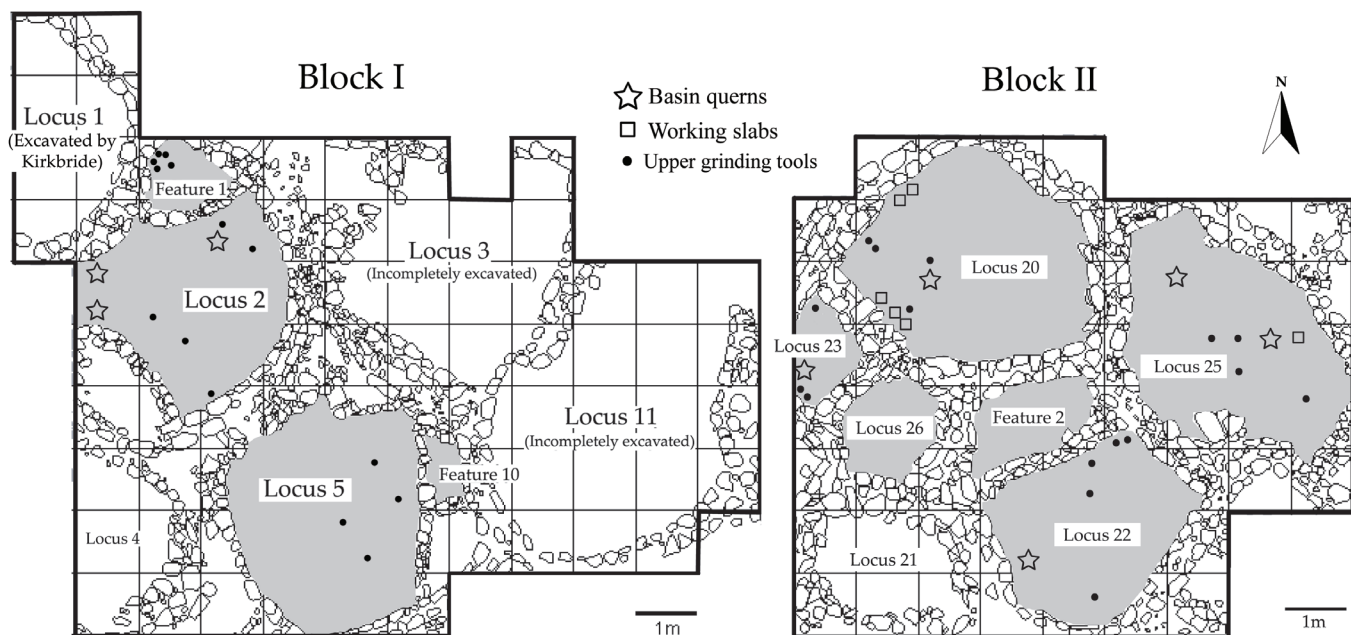 Block I
Block II
N
Basin querns
Working slabs
Upper grinding tools
Locus 1
(Excavated by
Kirkbride)
Feature 1
Locus 2
Locus 3
(Incompletely excavated)
Locus 11
(Incompletely excavated)
Locus 5
Feature 10
Locus 4
1m
Locus 20
Locus 23
Locus 25
Locus 26
Feature 2
Locus 22
Locus 21
1m